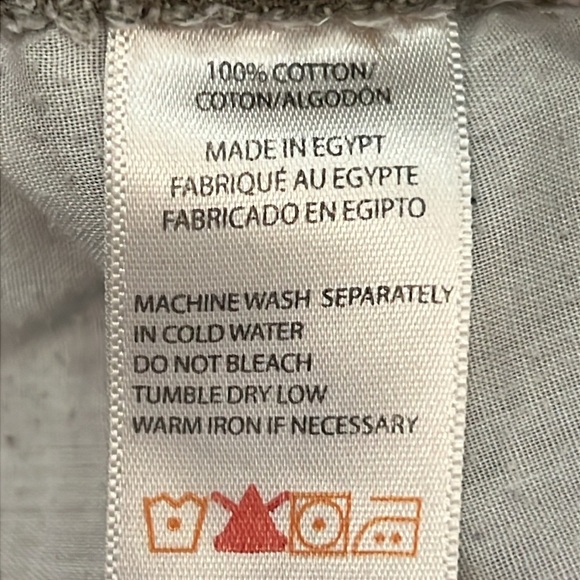 100% COTTON/
COTON/ALGODÓN
MADE IN EGYPT
FABRIQUÉ AU EGYPTE
FABRICADO EN EGIPTO
MACHINE WASH SEPARATELY
IN COLD WATER
DO NOT BLEACH
TUMBLE DRY LOW
WARM IRON IF NECESSARY